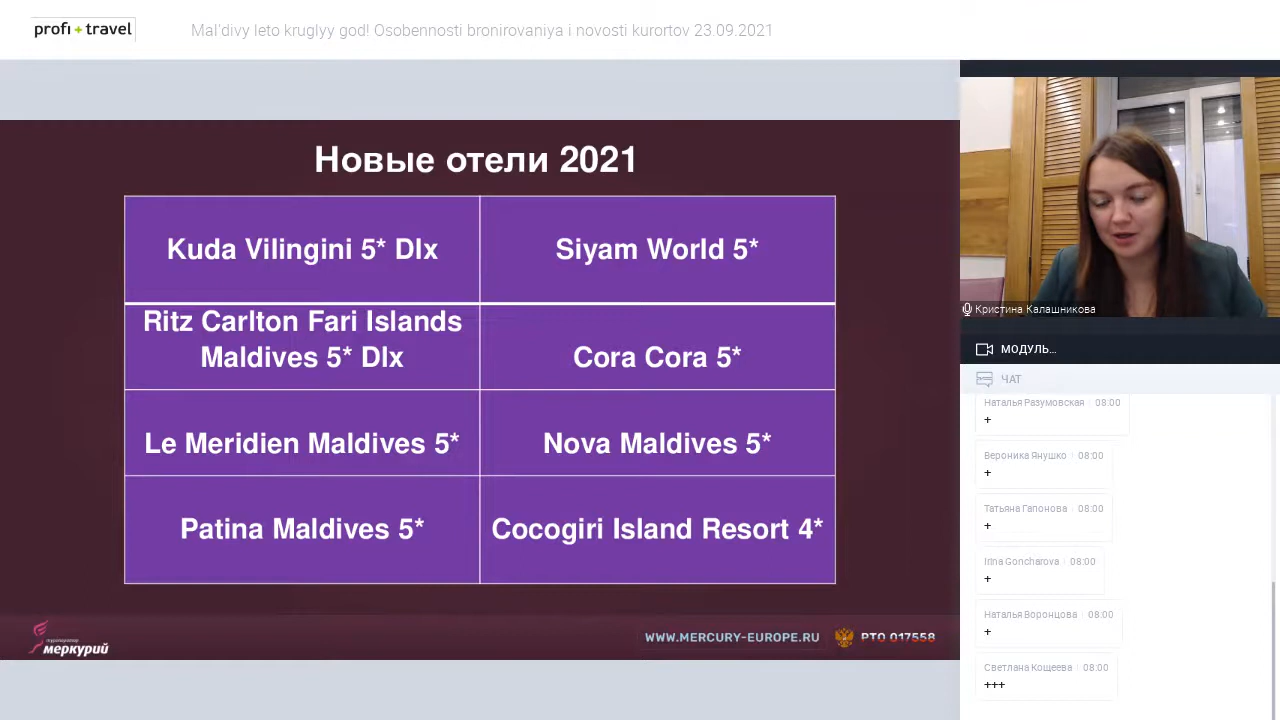 profi + travel
Mal'divy leto kruglyy god! Osobennosti bronirovaniya i novosti kurortov 23.09.2021
Новые отели 2021
Kuda Vilingini 5* Dlx
Siyam World 5*
Ritz Carlton Fari Islands
Maldives 5* Dlx
Cora Cora 5*
Le Meridien Maldives 5*
Nova Maldives 5*
Patina Maldives 5*
Cocogiri Island Resort 4*
туроператор
меркурий
WWW.MERCURY-EUROPE.RU
РТО 017558
Кристина Калашникова
МОДУЛЬ...
ЧАТ
Наталья Разумовская 08:00
+
Вероника Янушко 08:00
+
Татьяна Гапонова 08:00
+
Irina Goncharova 08:00
+
Наталья Воронцова 08:00
+
Светлана Кощеева 08:00
+++